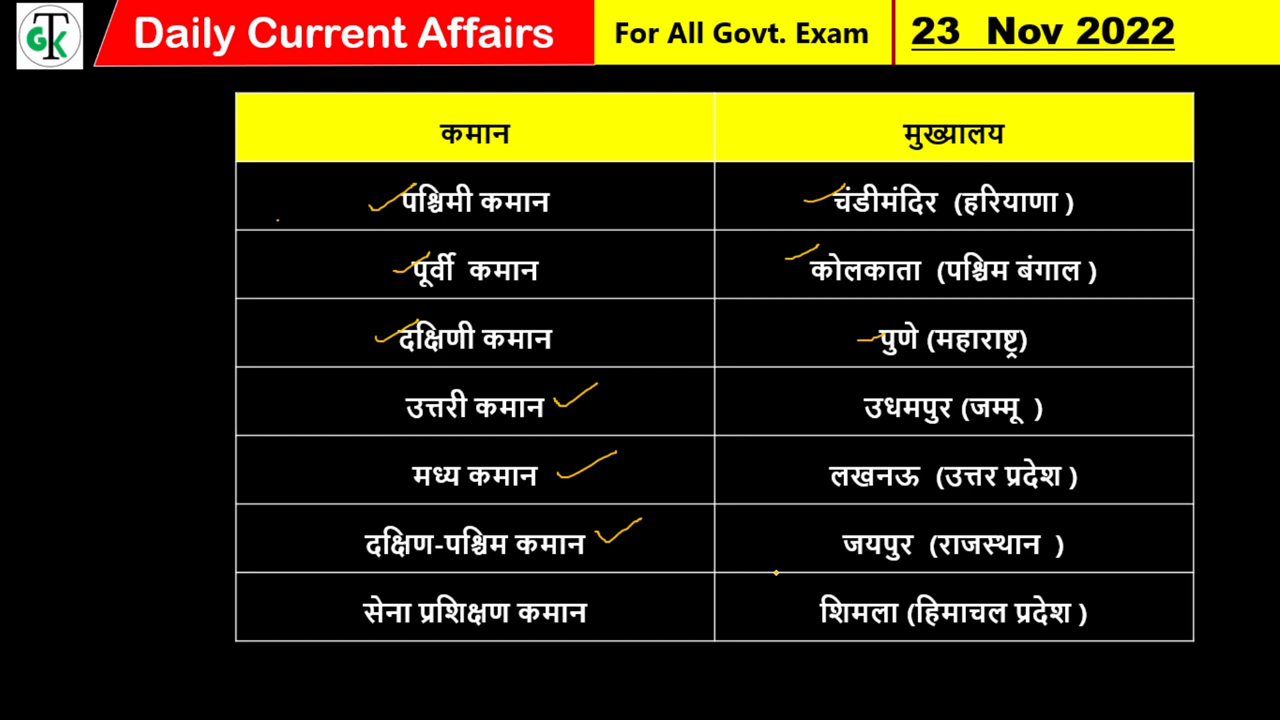 TGK
Daily Current Affairs
For All Govt. Exam
23 Nov 2022
कमान
मुख्यालय
पश्चिमी कमान
चंडीमंदिर (हरियाणा )
पूर्वी कमान
कोलकाता (पश्चिम बंगाल )
दक्षिणी कमान
पुणे (महाराष्ट्र)
उत्तरी कमान
उधमपुर (जम्मू )
मध्य कमान
लखनऊ (उत्तर प्रदेश )
दक्षिण-पश्चिम कमान
जयपुर (राजस्थान )
सेना प्रशिक्षण कमान
शिमला (हिमाचल प्रदेश )